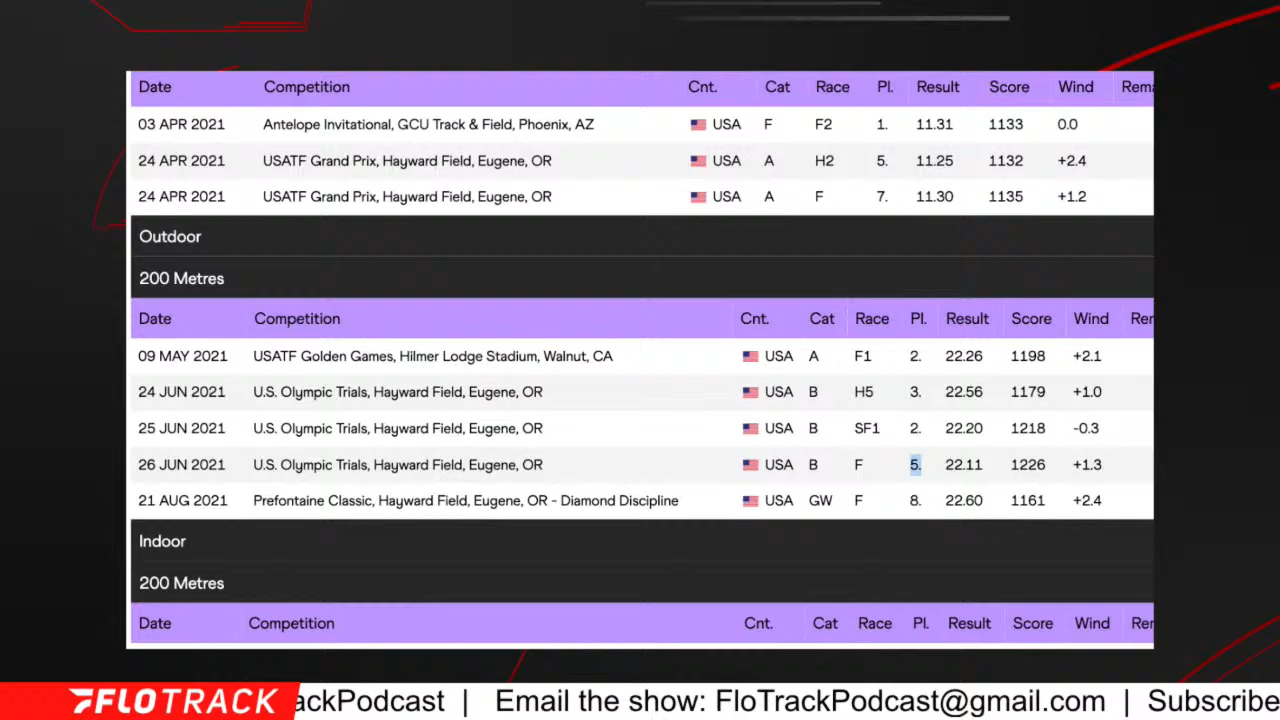 Date Competition Cnt. Cat Race Pl. Result Score Wind Rema
03 APR 2021 Antelope Invitational, GCU Track & Field, Phoenix, AZ USA F F2 1. 11.31 1133 0.0
24 APR 2021 USATF Grand Prix, Hayward Field, Eugene, OR USA A H2 5. 11.25 1132 +2.4
24 APR 2021 USATF Grand Prix, Hayward Field, Eugene, OR USA A F 7. 11.30 1135 +1.2
Outdoor
200 Metres
Date Competition Cnt. Cat Race Pl. Result Score Wind Rer
09 MAY 2021 USATF Golden Games, Hilmer Lodge Stadium, Walnut, CA USA A F1 2. 22.26 1198 +2.1
24 JUN 2021 U.S. Olympic Trials, Hayward Field, Eugene, OR USA B H5 3. 22.56 1179 +1.0
25 JUN 2021 U.S. Olympic Trials, Hayward Field, Eugene, OR USA B SF1 2. 22.20 1218 -0.3
26 JUN 2021 U.S. Olympic Trials, Hayward Field, Eugene, OR USA B F 5. 22.11 1226 +1.3
21 AUG 2021 Prefontaine Classic, Hayward Field, Eugene, OR - Diamond Discipline USA GW F 8. 22.60 1161 +2.4
Indoor
200 Metres
Date Competition Cnt. Cat Race Pl. Result Score Wind Rer
FLOTRACK ackPodcast | Email the show: FloTrackPodcast@gmail.com | Subscribe